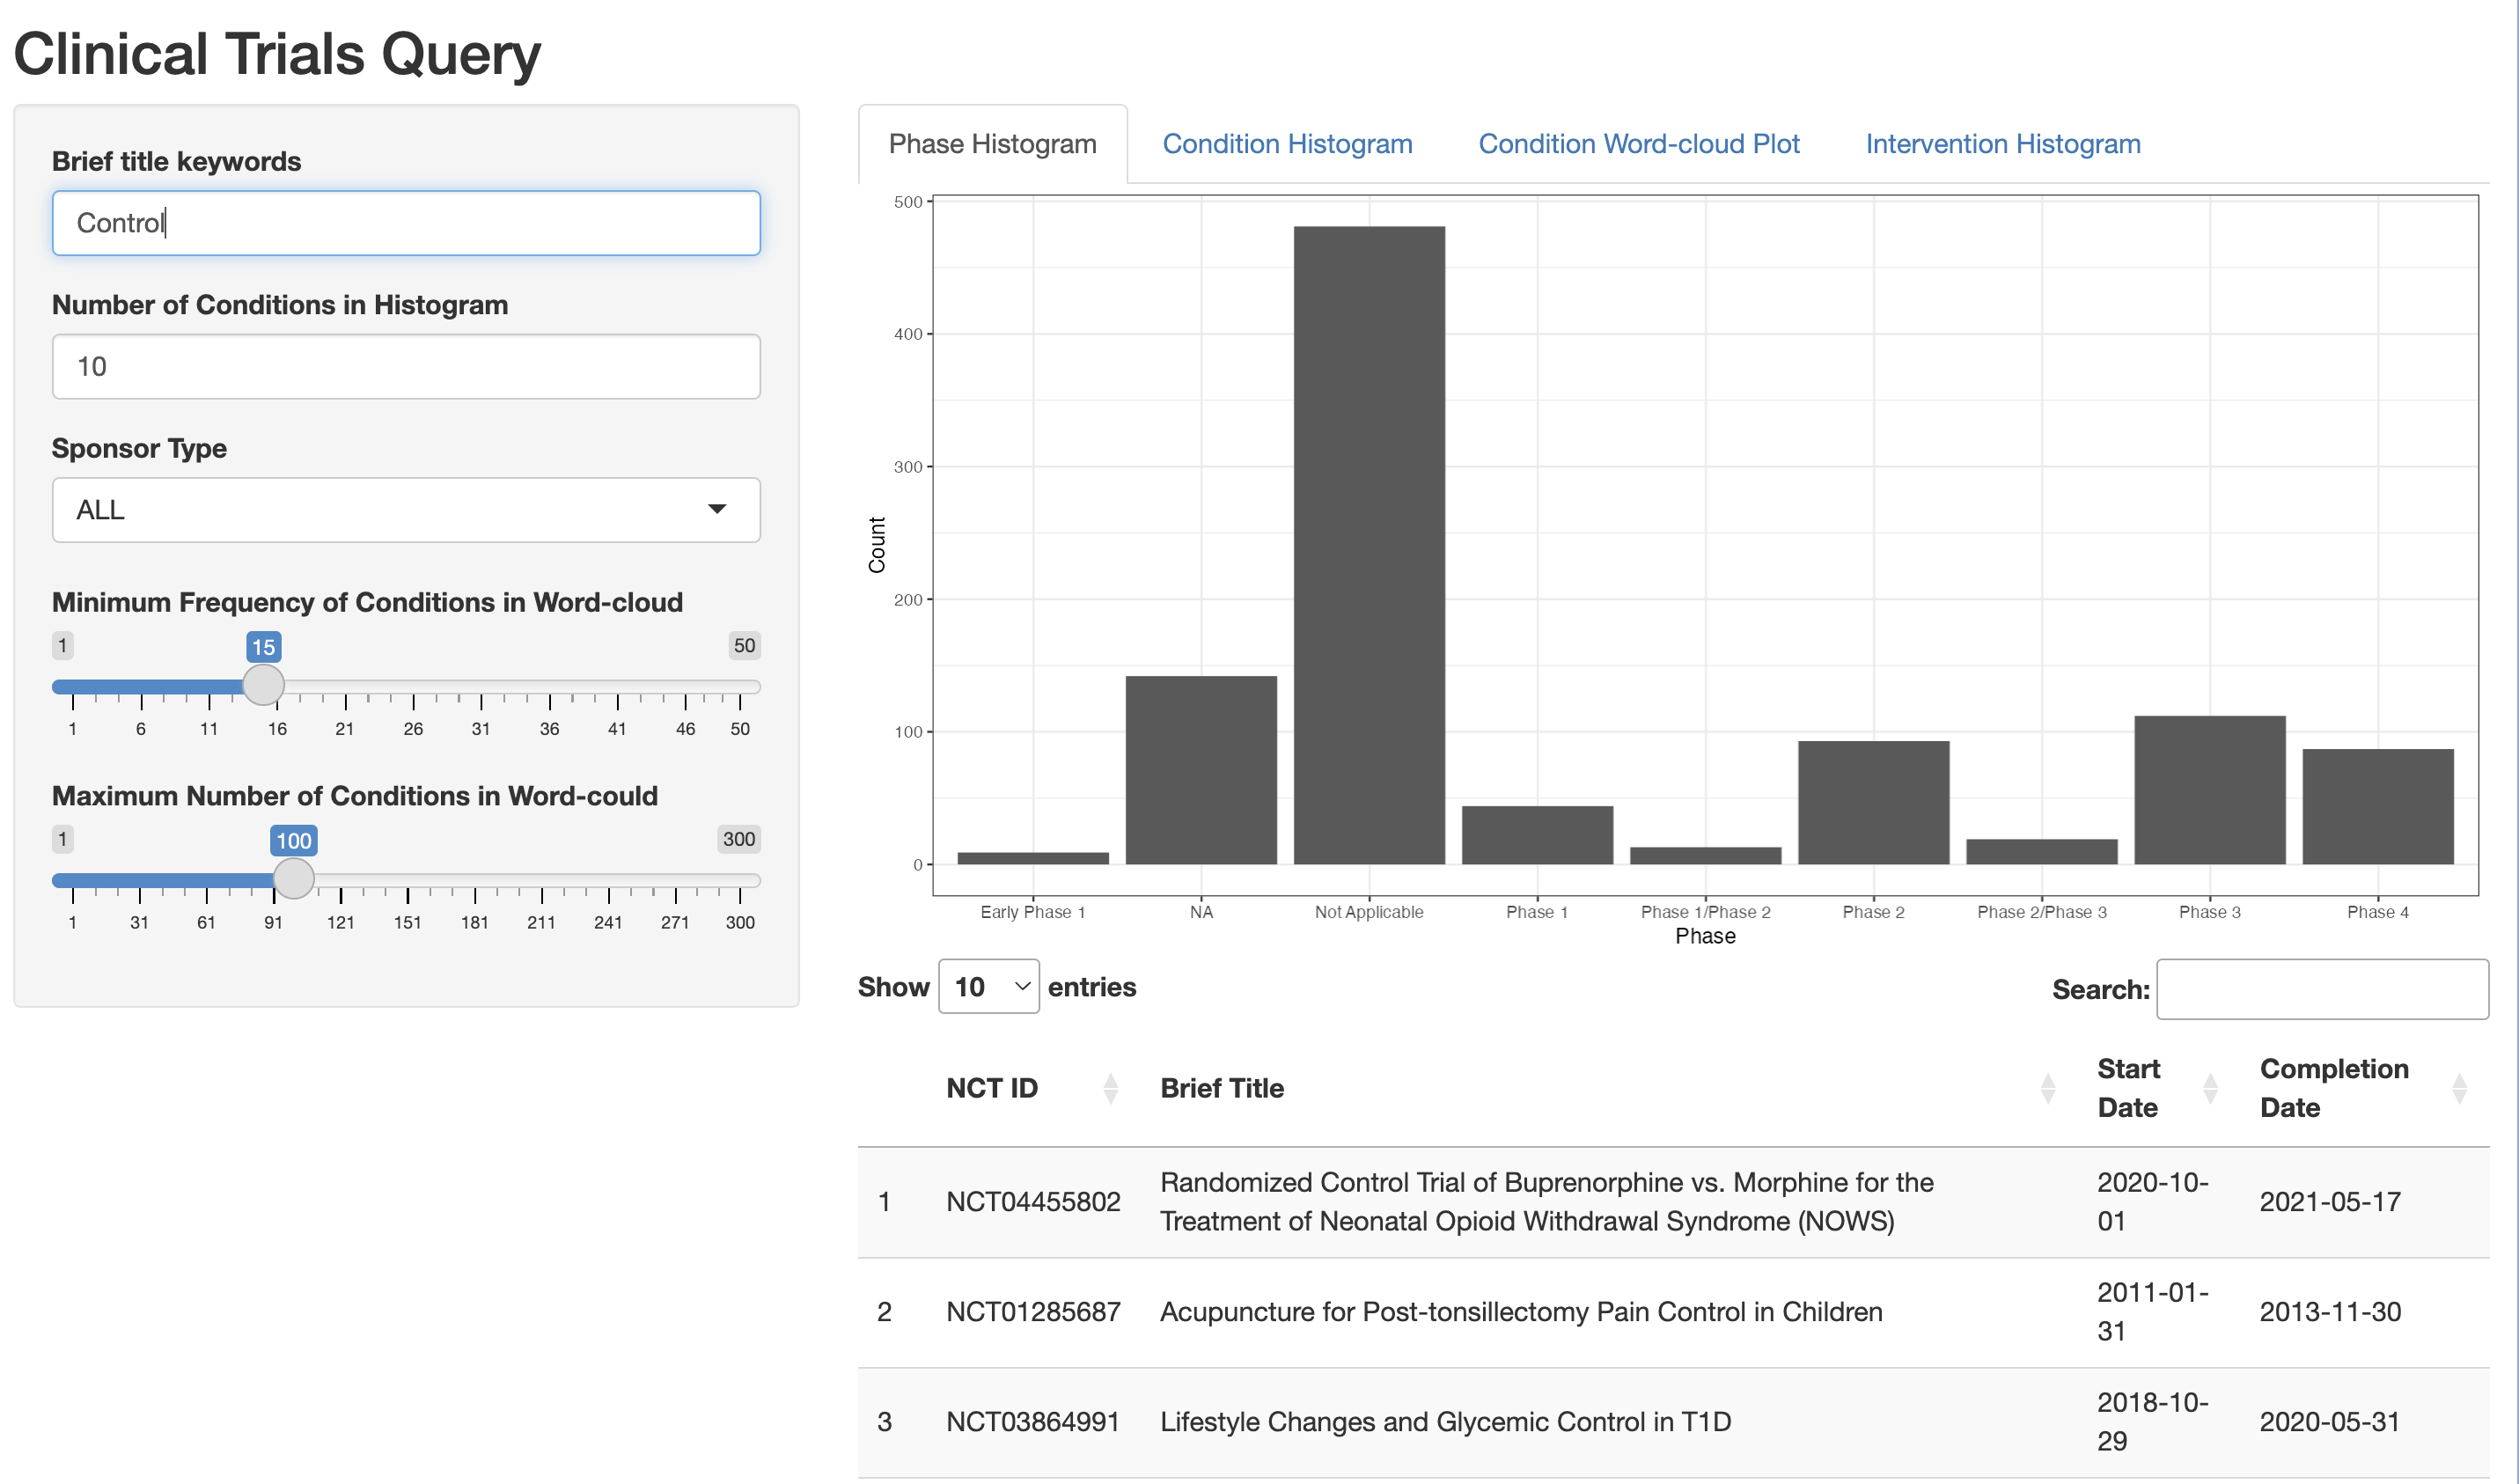 Clinical Trials Query
Brief title keywords
Control
Number of Conditions in Histogram
10
Sponsor Type
ALL
Minimum Frequency of Conditions in Word-cloud
1 15 50
1 6 11 16 21 26 31 36 41 46 50
Maximum Number of Conditions in Word-could
1 100 300
1 31 61 91 121 151 181 211 241 271 300
Phase Histogram Condition Histogram Condition Word-cloud Plot Intervention Histogram
500
400
300
200
100
0
Count
Early Phase 1 NA Not Applicable Phase 1 Phase 1/Phase 2 Phase 2 Phase 2/Phase 3 Phase 3 Phase 4
Phase
Show 10 entries
Search:
NCT ID Brief Title Start Date Completion Date
1 NCT04455802 Randomized Control Trial of Buprenorphine vs. Morphine for the
Treatment of Neonatal Opioid Withdrawal Syndrome (NOWS)
2020-10-
01
2021-05-17
2 NCT01285687 Acupuncture for Post-tonsillectomy Pain Control in Children
2011-01-
31
2013-11-30
3 NCT03864991 Lifestyle Changes and Glycemic Control in T1D
2018-10-
29
2020-05-31